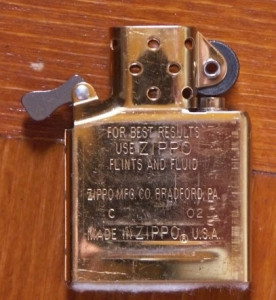 FOR BEST RESULTS
USE ZIPPO
FLINTS AND FLUID
ZIPPO MFG. CO. BRADFORD, PA.
C 02
MADE IN ZIPPO® U.S.A.